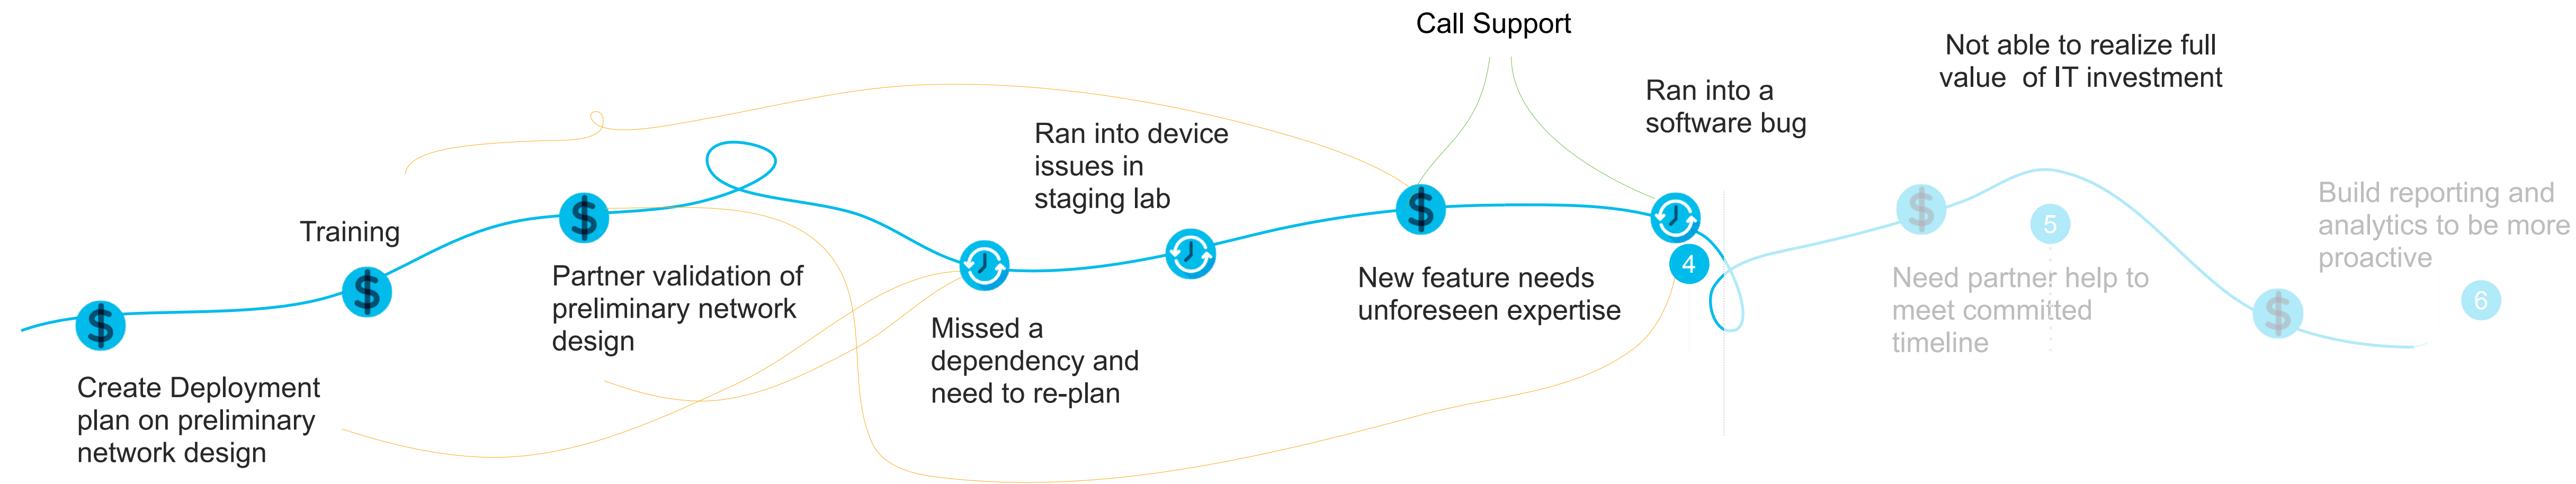 Call Support
Not able to realize full
value of IT investment
Ran into a
software bug
Ran into device
issues in
staging lab
Training
Build reporting and
analytics to be more
proactive
Partner validation of
preliminary network
design
New feature needs
unforeseen expertise
4
5
Need partner help to
meet committed
timeline
6
Missed a
dependency and
need to re-plan
Create Deployment
plan on preliminary
network design
$
$
$
$
$
$